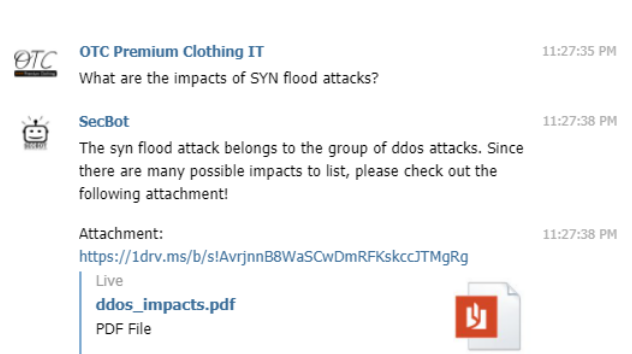 OTC
OTC Premium Clothing IT 11:27:35 PM
What are the impacts of SYN flood attacks?
SecBot 11:27:38 PM
The syn flood attack belongs to the group of ddos attacks. Since
there are many possible impacts to list, please check out the
following attachment!
Attachment: 11:27:38 PM
https://1drv.ms/b/s!AvrjnnB8WaSCwDmRFKskccJTMgRg
Live
ddos_impacts.pdf
PDF File